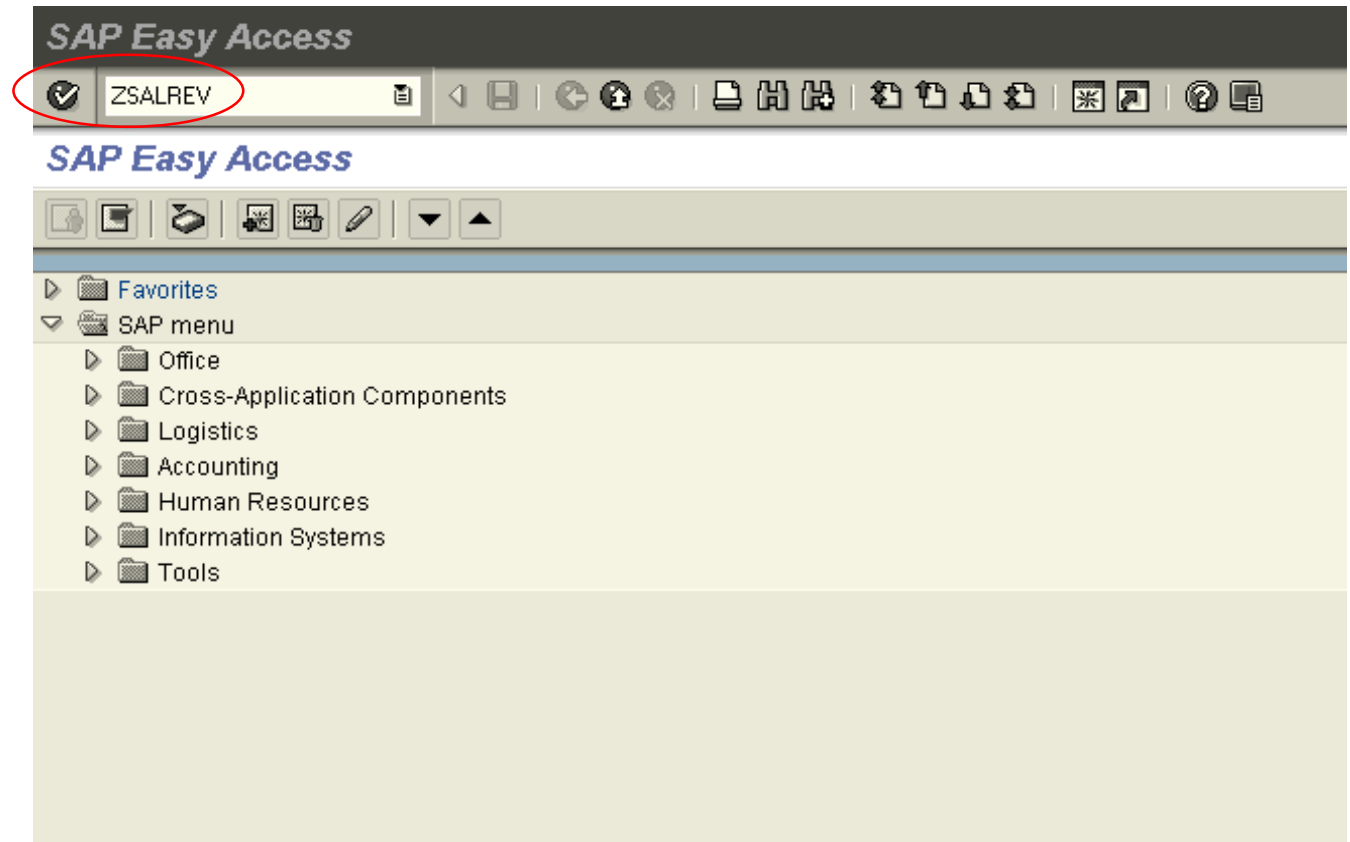 SAP Easy Access
ZSALREV
SAP Easy Access
Favorites
SAP menu
Office
Cross-Application Components
Logistics
Accounting
Human Resources
Information Systems
Tools